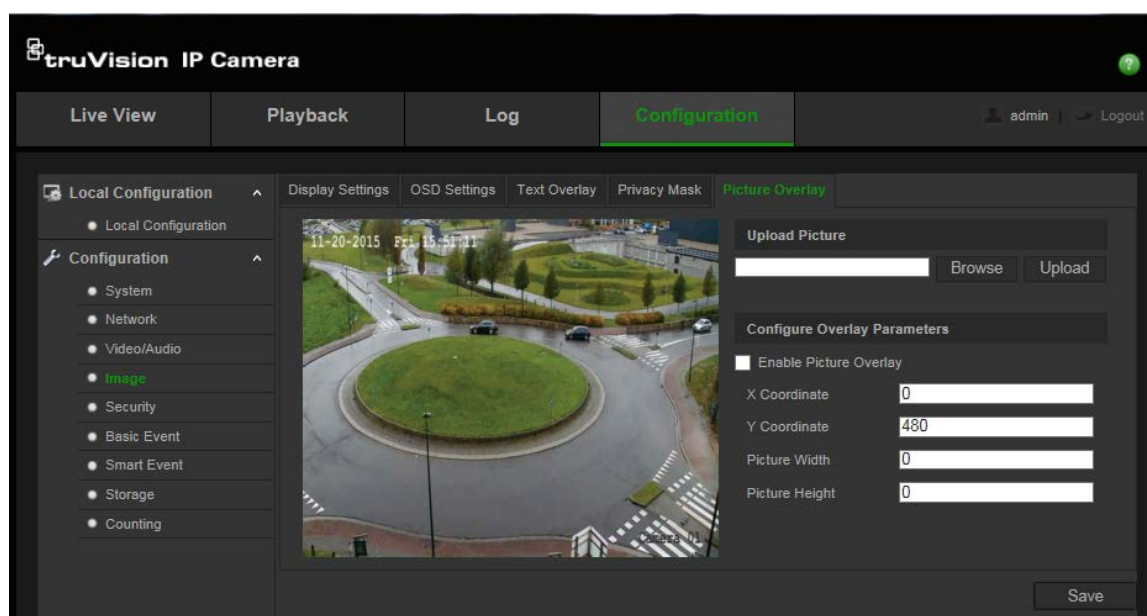 truVision IP Camera
?
Live View Playback Log Configuration admin | Logout
Local Configuration
Local Configuration
Configuration
System
Network
Video/Audio
Image
Security
Basic Event
Smart Event
Storage
Counting
Display Settings OSD Settings Text Overlay Privacy Mask Picture Overlay
11-20-2015 Fri 15:51:11
Camera 01
Upload Picture
Browse Upload
Configure Overlay Parameters
Enable Picture Overlay
X Coordinate 0
Y Coordinate 480
Picture Width 0
Picture Height 0
Save